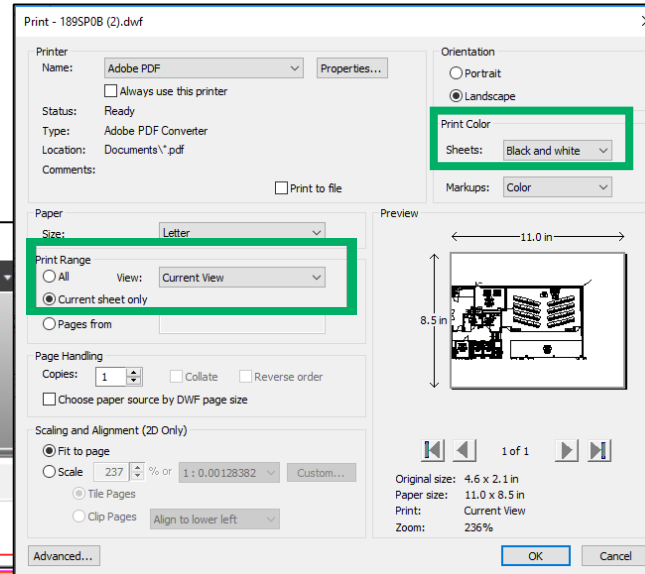 Print - 189SP0B (2).dwf
Printer
Name: Adobe PDF Properties...
Always use this printer
Status: Ready
Type: Adobe PDF Converter
Location: Documents\*.pdf
Comments:
Print to file
Orientation
Portrait
Landscape
Print Color
Sheets: Black and white
Markups: Color
Paper
Size: Letter
Print Range
All View: Current View
Current sheet only
Pages from
Page Handling
Copies: 1 Collate Reverse order
Choose paper source by DWF page size
Scaling and Alignment (2D Only)
Fit to page
Scale 237 % or 1 : 0.00128382 Custom...
Tile Pages
Clip Pages Align to lower left
Preview
11.0 in
8.5 in
1 of 1
Original size: 4.6 x 2.1 in
Paper size: 11.0 x 8.5 in
Print: Current View
Zoom: 236%
Advanced... OK Cancel